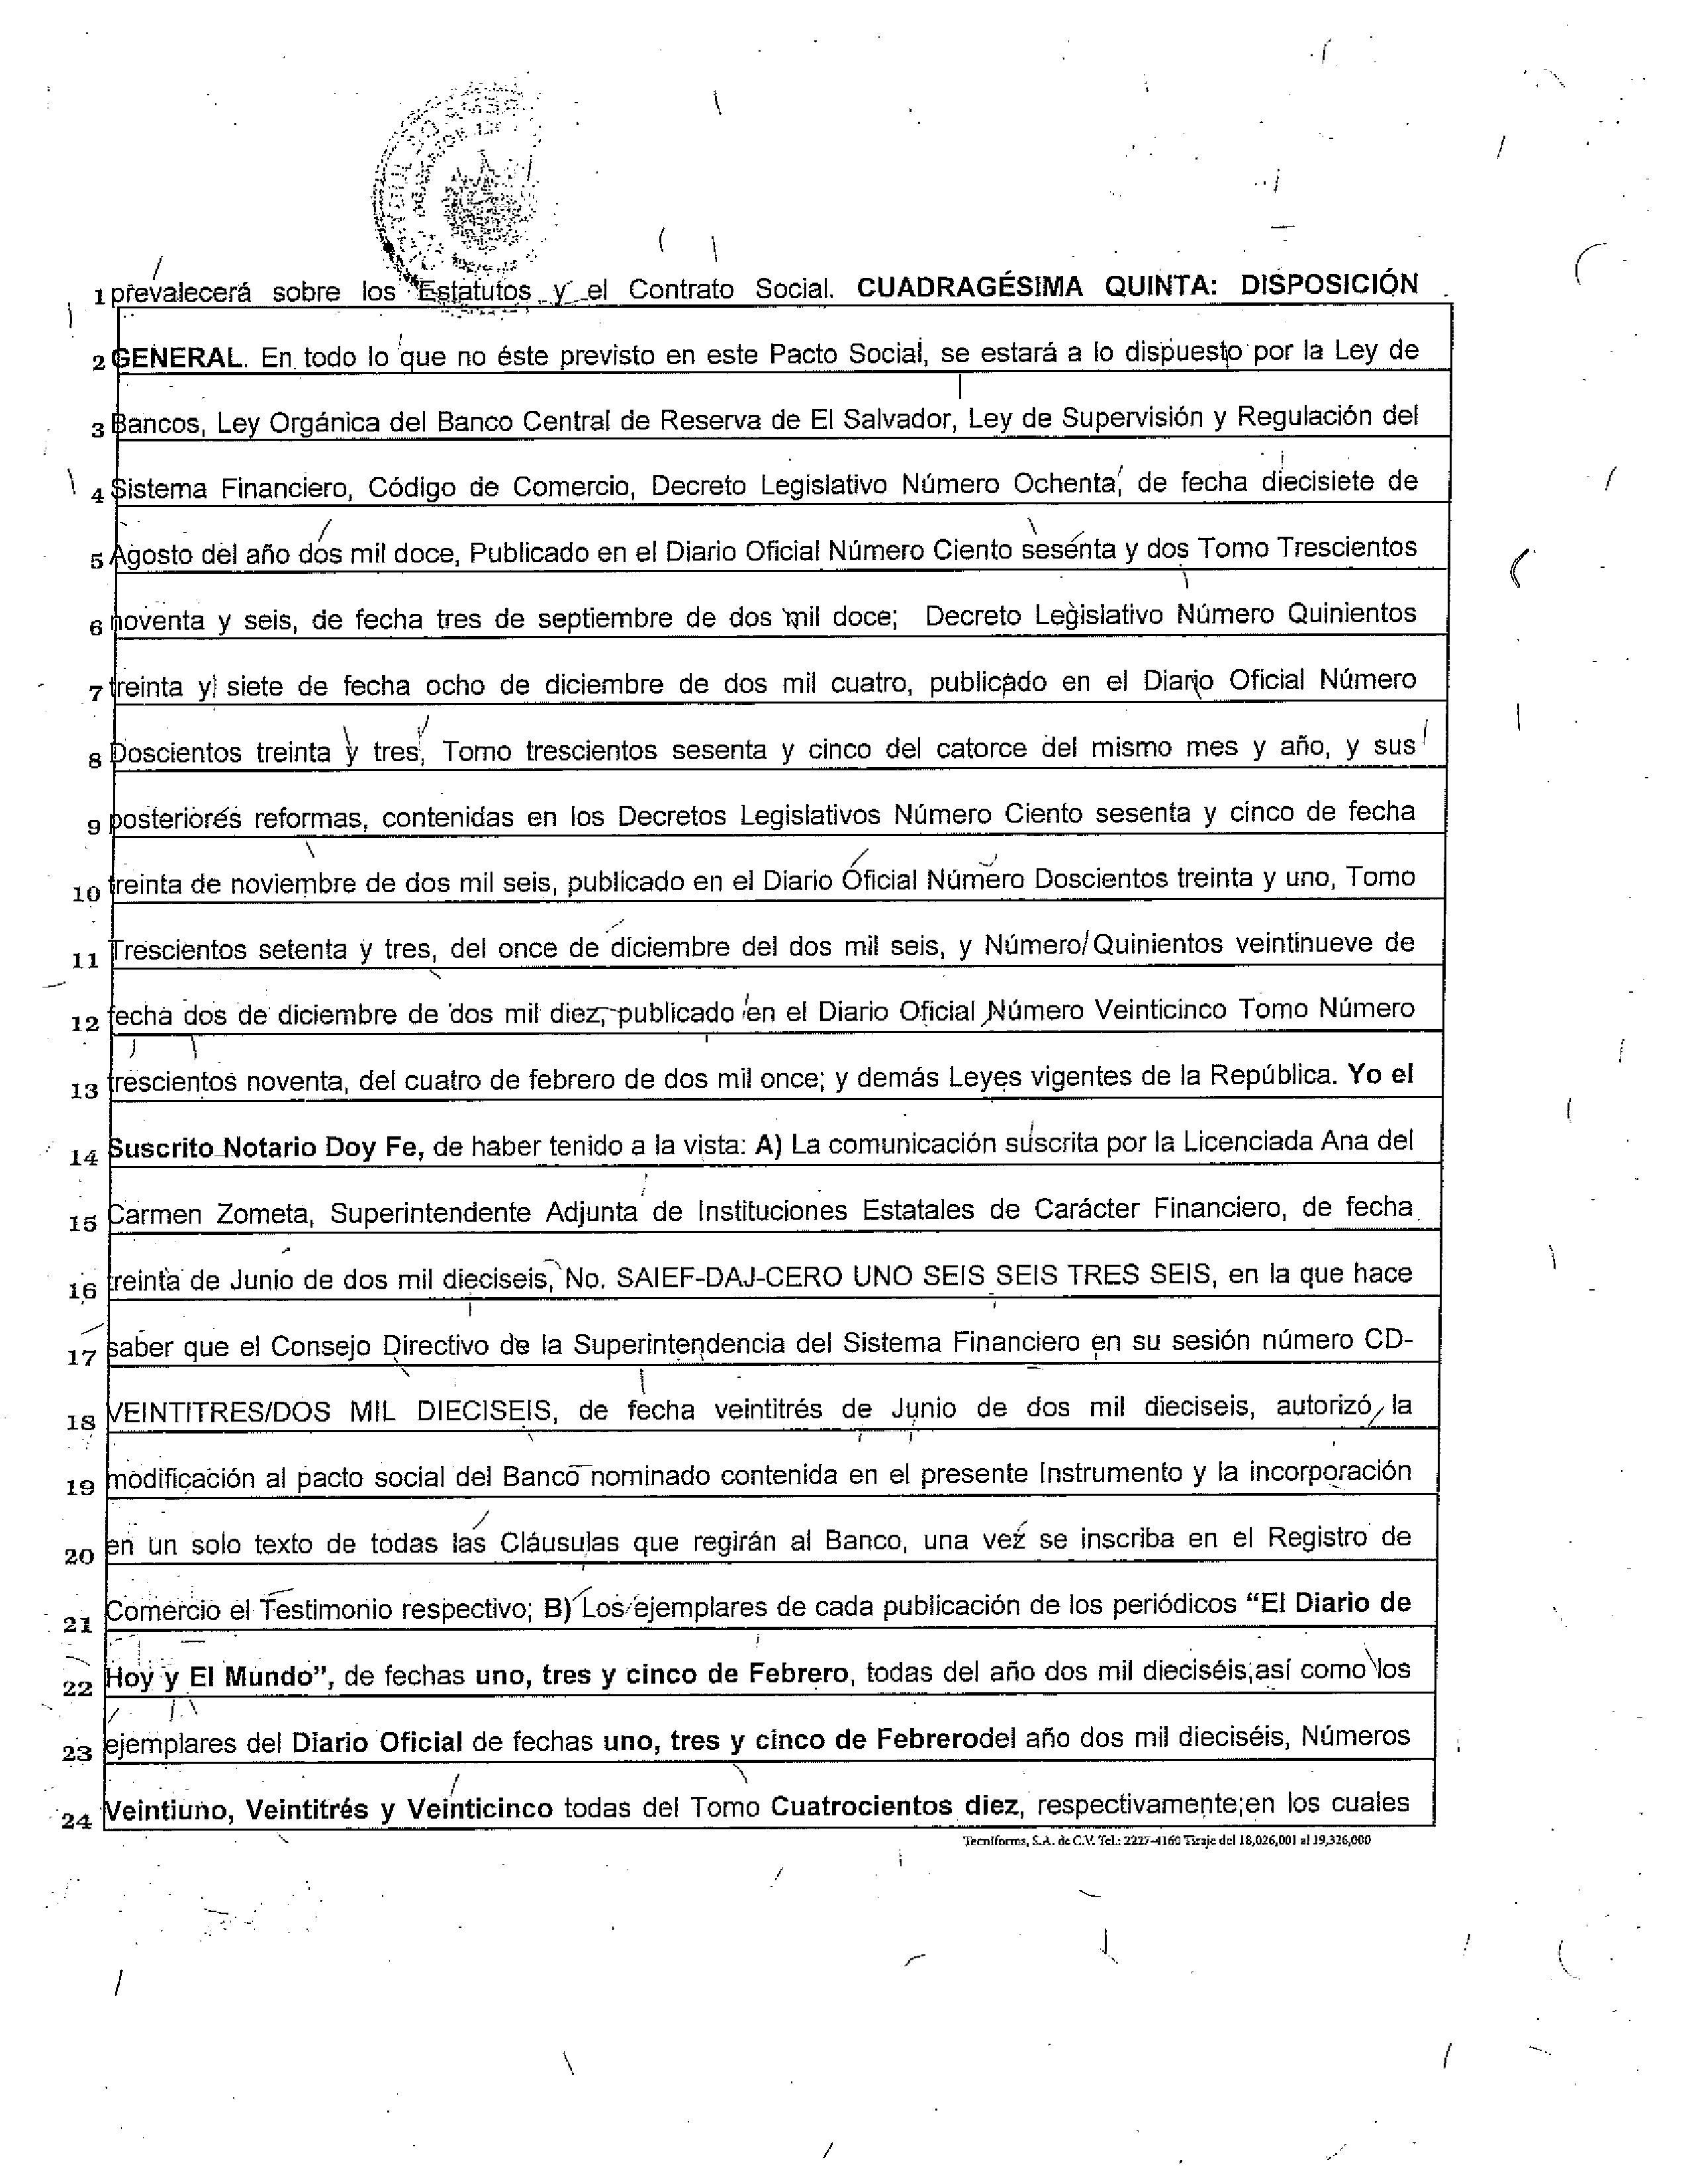 1 prevalecerá sobre los Estatutos y el Contrato Social. CUADRAGÉSIMA QUINTA: DISPOSICIÓN
2 GENERAL. En todo lo que no éste previsto en este Pacto Social, se estará a lo dispuesto por la Ley de
3 Bancos, Ley Orgánica del Banco Central de Reserva de El Salvador, Ley de Supervisión y Regulación del
4 Sistema Financiero, Código de Comercio, Decreto Legislativo Número Ochenta, de fecha diecisiete de
5 Agosto del año dos mil doce, Publicado en el Diario Oficial Número Ciento sesenta y dos Tomo Trescientos
6 noventa y seis, de fecha tres de septiembre de dos mil doce; Decreto Legislativo Número Quinientos
7 treinta y siete de fecha ocho de diciembre de dos mil cuatro, publicado en el Diario Oficial Número
8 Doscientos treinta y tres, Tomo trescientos sesenta y cinco del catorce del mismo mes y año, y sus
9 posteriores reformas, contenidas en los Decretos Legislativos Número Ciento sesenta y cinco de fecha
10 treinta de noviembre de dos mil seis, publicado en el Diario Oficial Número Doscientos treinta y uno, Tomo
11 Trescientos setenta y tres, del once de diciembre del dos mil seis, y Número Quinientos veintinueve de
12 fecha dos de diciembre de dos mil diez, publicado en el Diario Oficial Número Veinticinco Tomo Número
13 trescientos noventa, del cuatro de febrero de dos mil once; y demás Leyes vigentes de la República. Yo el
14 Suscrito Notario Doy Fe, de haber tenido a la vista: A) La comunicación suscrita por la Licenciada Ana del
15 Carmen Zometa, Superintendente Adjunta de Instituciones Estatales de Carácter Financiero, de fecha
16 treinta de Junio de dos mil dieciseis, No. SAIEF-DAJ-CERO UNO SEIS SEIS TRES SEIS, en la que hace
17 saber que el Consejo Directivo de la Superintendencia del Sistema Financiero en su sesión número CD-
18 VEINTITRES/DOS MIL DIECISEIS, de fecha veintitrés de Junio de dos mil dieciseis, autorizó la
19 modificación al pacto social del Banco nominado contenida en el presente Instrumento y la incorporación
20 en un solo texto de todas las Cláusulas que regirán al Banco, una vez se inscriba en el Registro de
21 Comercio el Testimonio respectivo; B) Los ejemplares de cada publicación de los periódicos “El Diario de
22 Hoy y El Mundo”, de fechas uno, tres y cinco de Febrero, todas del año dos mil dieciséis;así como los
23 ejemplares del Diario Oficial de fechas uno, tres y cinco de Febrerodel año dos mil dieciséis, Números
24 Veintiuno, Veintitrés y Veinticinco todas del Tomo Cuatrocientos diez, respectivamente;en los cuales
Tecniforms, S.A. de C.V. Tel.: 2227-4160 Tiraje del 18,026,001 al 19,326,000